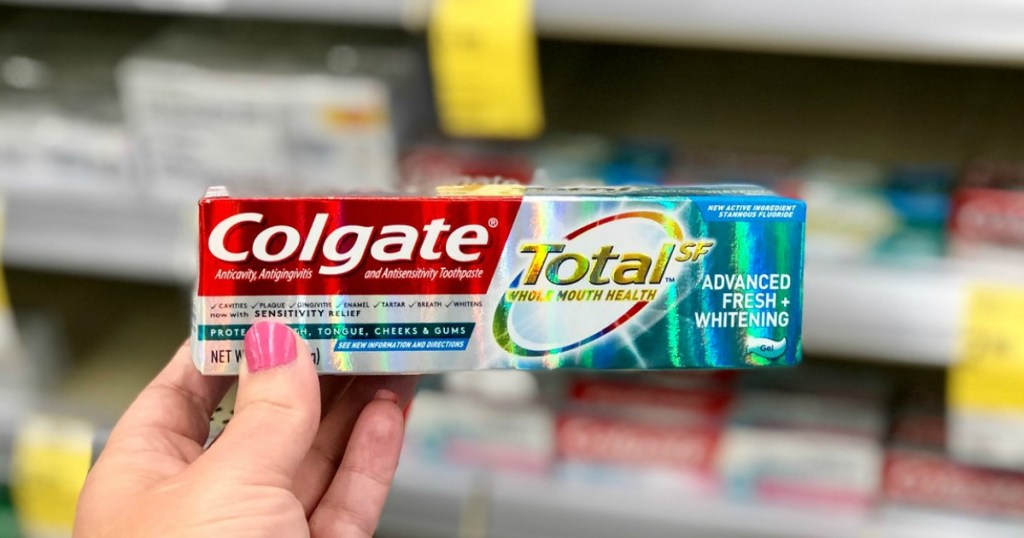 Colgate®
Anticavity, Antigingivitis and Antisensitivity Toothpaste
✓CAVITIES ✓PLAQUE ✓GINGIVITIS ✓ENAMEL ✓TARTAR ✓BREATH ✓WHITENS
now with SENSITIVITY RELIEF
TONGUE, CHEEKS & GUMS
SEE NEW INFORMATION AND DIRECTIONS
NET
Total SF™
WHOLE MOUTH HEALTH
NEW ACTIVE INGREDIENT
STANNOUS FLUORIDE
ADVANCED
FRESH +
WHITENING
Gel
Colgate